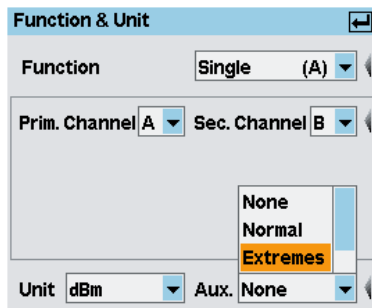 Function & Unit
Function Single (A)
Prim. Channel A Sec. Channel B
None
Normal
Extremes
Unit dBm Aux. None